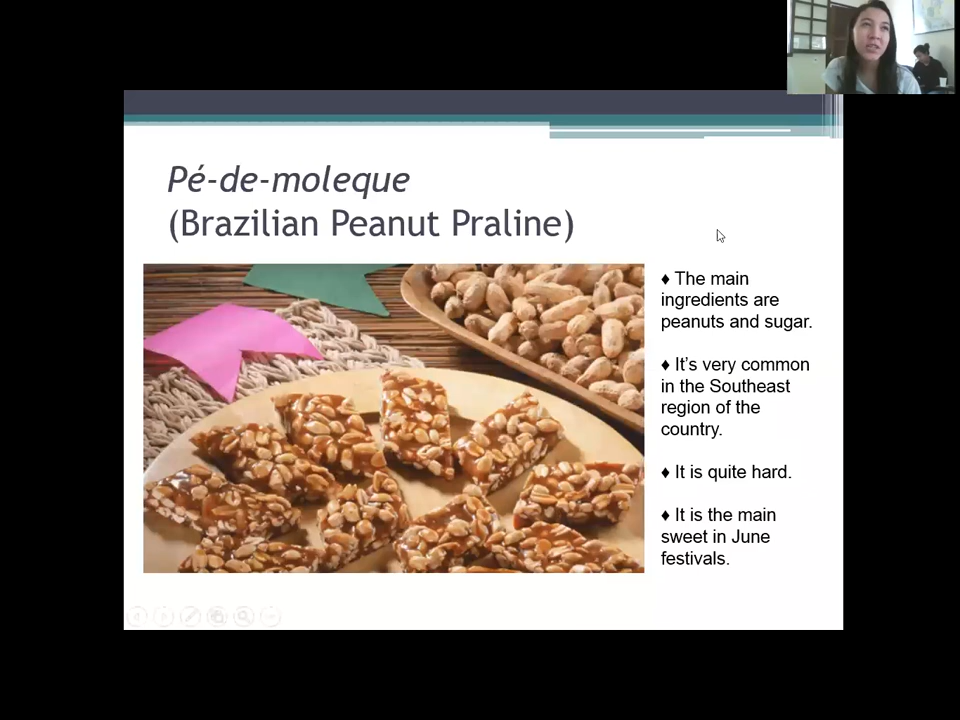 Pé-de-moleque
(Brazilian Peanut Praline)
♦ The main
ingredients are
peanuts and sugar.
♦ It’s very common
in the Southeast
region of the
country.
♦ It is quite hard.
♦ It is the main
sweet in June
festivals.